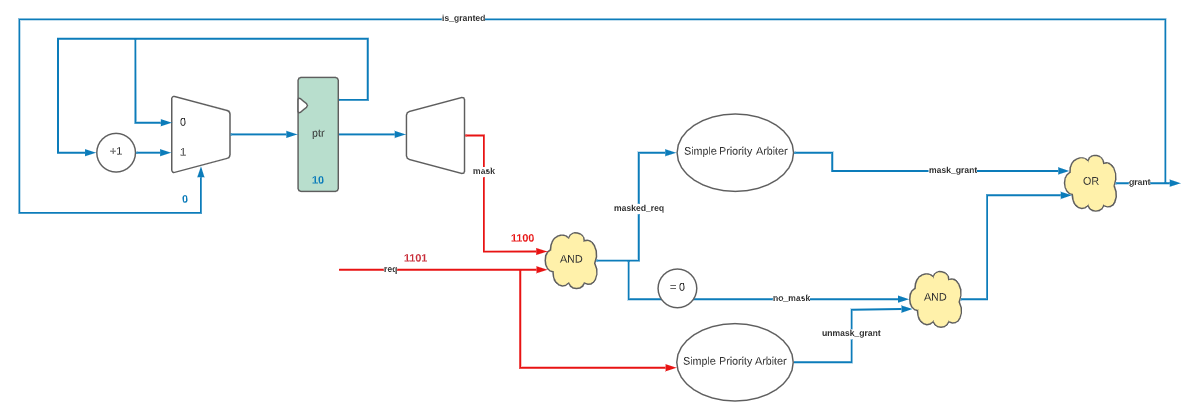 is_granted
0
+1
1
ptr
10
0
mask
1100
1101
req
AND
masked_req
Simple Priority Arbiter
mask_grant
OR
grant
= 0
no_mask
AND
unmask_grant
Simple Priority Arbiter